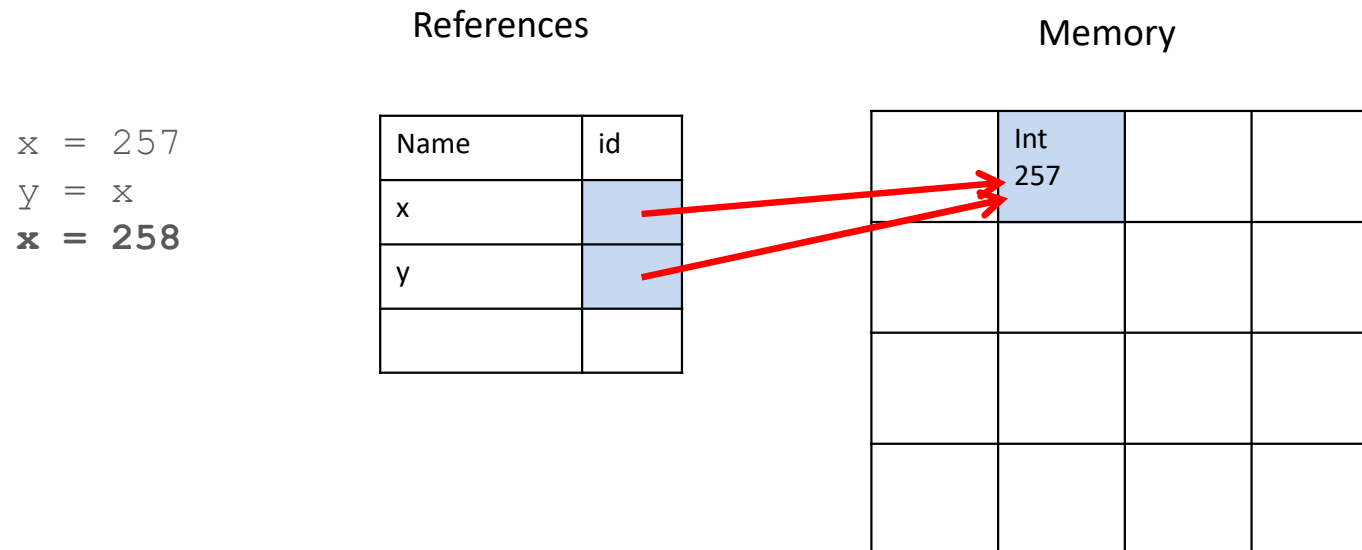 References
Memory
x = 257
y = x
x = 258
Name id
x
y
Int
257